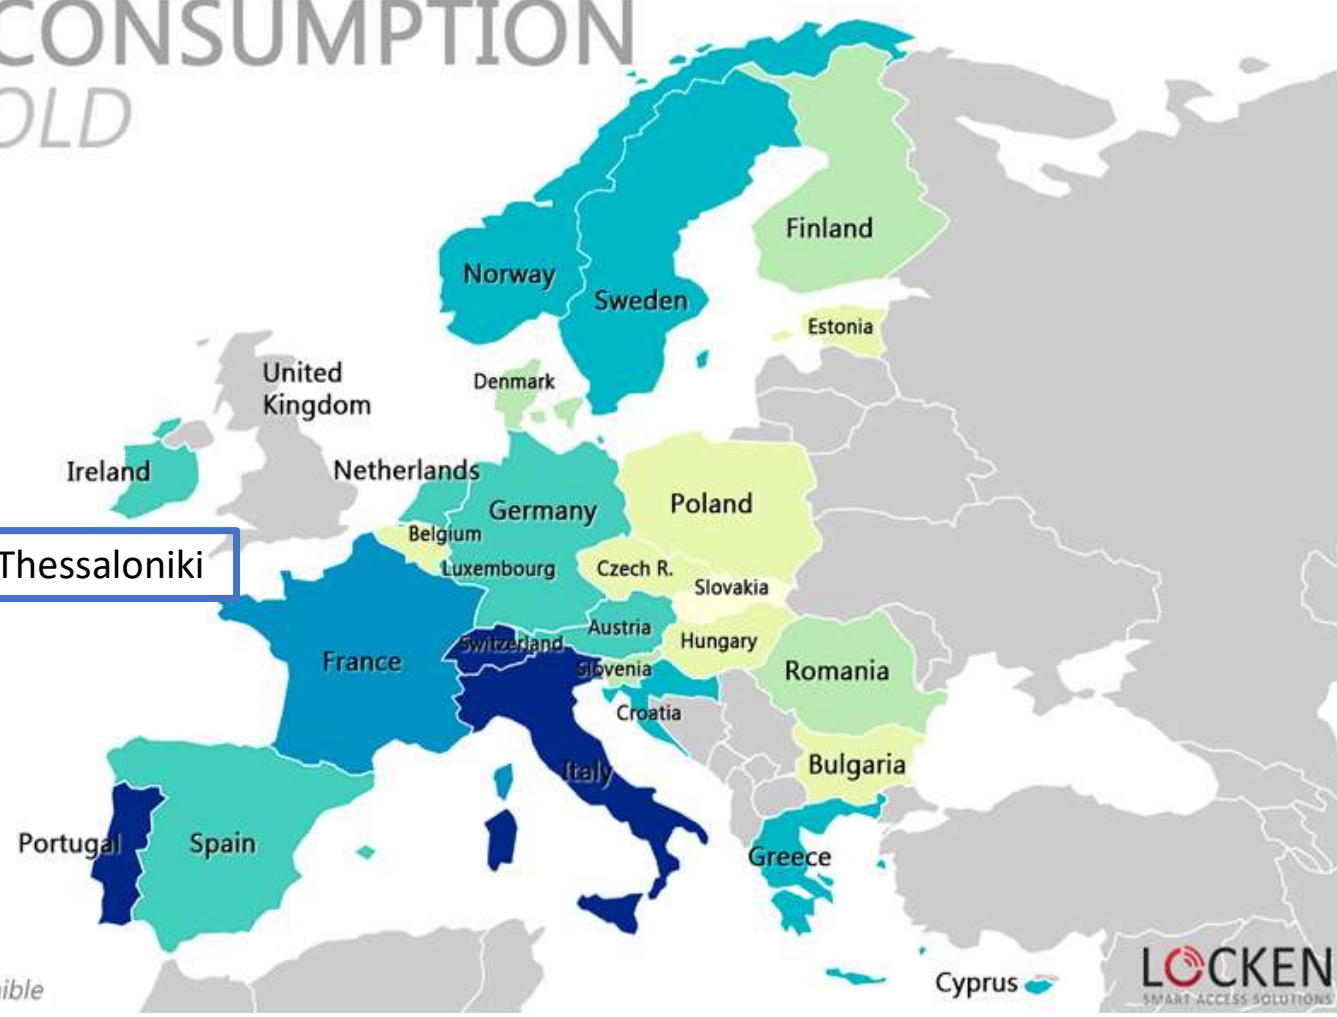 CONSUMPTION
OLD
Finland
Norway
Sweden
Estonia
United
Kingdom
Denmark
Ireland
Netherlands
Germany
Poland
Belgium
Thessaloniki
Luxembourg
Czech R.
Slovakia
Austria
Hungary
Switzerland
France
Slovenia
Romania
Croatia
Bulgaria
Italy
Portugal
Spain
Greece
Cyprus
LOCKEN
SMART ACCESS SOLUTIONS
ible